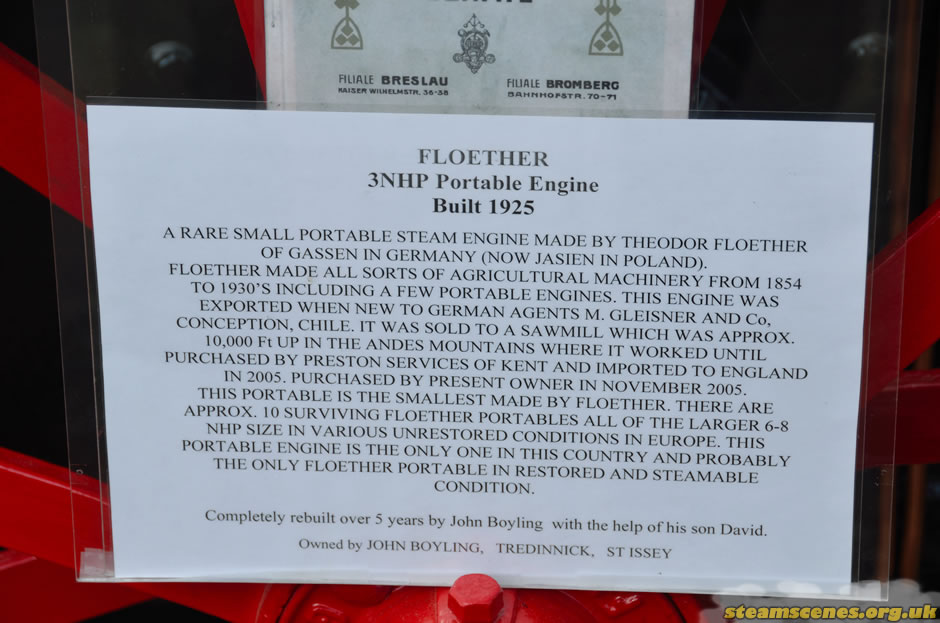 FILIALE BRESLAU
KAISER WILHELMSTR. 36-38
FILIALE BROMBERG
BAHNHOFSTR. 70-71
FLOETHER
3NHP Portable Engine
Built 1925
A RARE SMALL PORTABLE STEAM ENGINE MADE BY THEODOR FLOETHER
OF GASSEN IN GERMANY (NOW JASIEN IN POLAND).
FLOETHER MADE ALL SORTS OF AGRICULTURAL MACHINERY FROM 1854
TO 1930'S INCLUDING A FEW PORTABLE ENGINES. THIS ENGINE WAS
EXPORTED WHEN NEW TO GERMAN AGENTS M. GLEISNER AND Co,
CONCEPTION, CHILE. IT WAS SOLD TO A SAWMILL WHICH WAS APPROX.
10,000 Ft UP IN THE ANDES MOUNTAINS WHERE IT WORKED UNTIL
PURCHASED BY PRESTON SERVICES OF KENT AND IMPORTED TO ENGLAND
IN 2005. PURCHASED BY PRESENT OWNER IN NOVEMBER 2005.
THIS PORTABLE IS THE SMALLEST MADE BY FLOETHER. THERE ARE
APPROX. 10 SURVIVING FLOETHER PORTABLES ALL OF THE LARGER 6-8
NHP SIZE IN VARIOUS UNRESTORED CONDITIONS IN EUROPE. THIS
PORTABLE ENGINE IS THE ONLY ONE IN THIS COUNTRY AND PROBABLY
THE ONLY FLOETHER PORTABLE IN RESTORED AND STEAMABLE
CONDITION.
Completely rebuilt over 5 years by John Boyling with the help of his son David.
Owned by JOHN BOYLING, TREDINNICK, ST ISSEY
steamscenes.org.uk